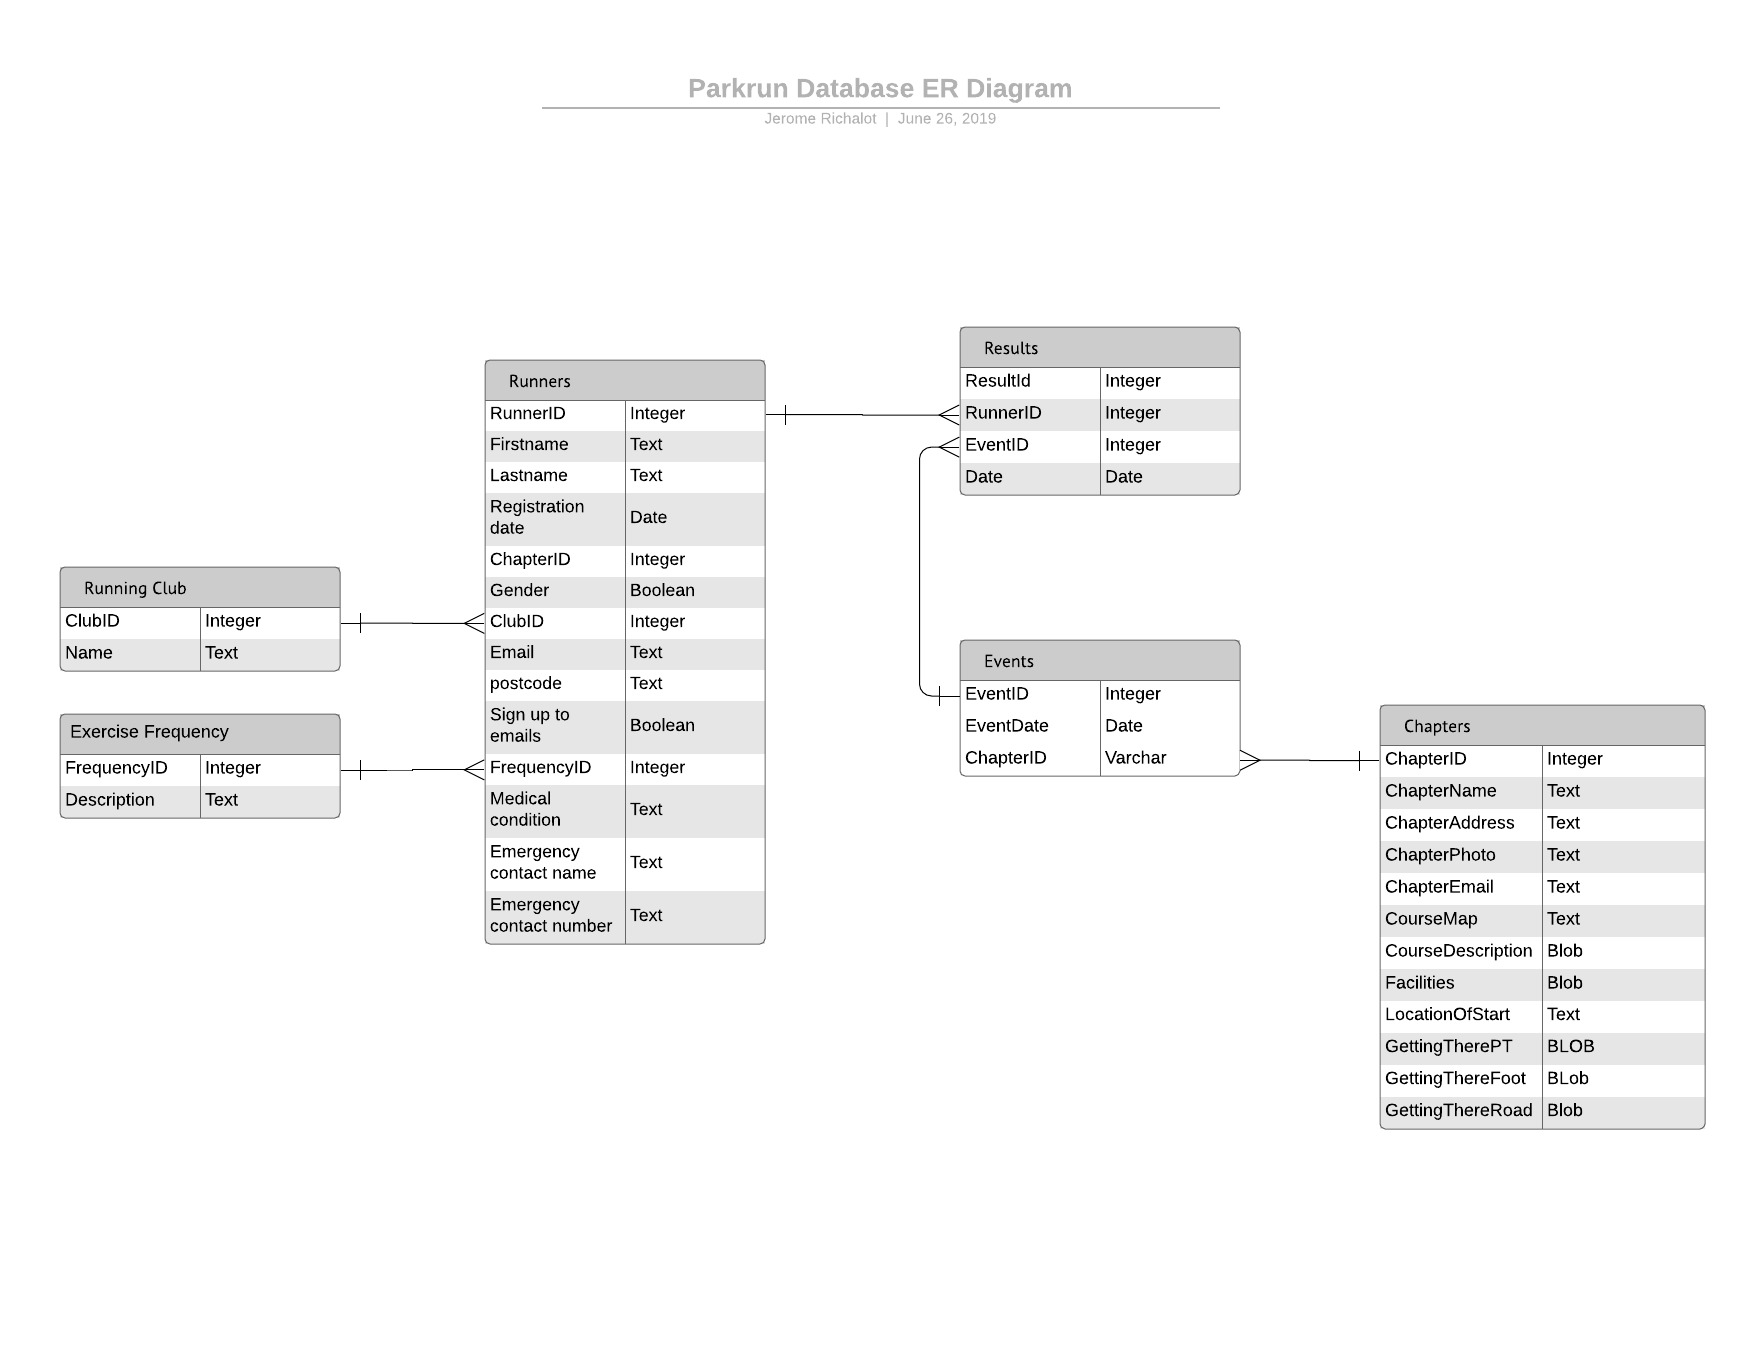 Parkrun Database ER Diagram
Jerome Richalot | June 26, 2019
Running Club
ClubID Integer
Name Text
Exercise Frequency
FrequencyID Integer
Description Text
Runners
RunnerID Integer
Firstname Text
Lastname Text
Registration
date
Date
ChapterID Integer
Gender Boolean
ClubID Integer
Email Text
postcode Text
Sign up to
emails
Boolean
FrequencyID Integer
Medical
condition
Text
Emergency
contact name
Text
Emergency
contact number
Text
Results
ResultId Integer
RunnerID Integer
EventID Integer
Date Date
Events
EventID Integer
EventDate Date
ChapterID Varchar
Chapters
ChapterID Integer
ChapterName Text
ChapterAddress Text
ChapterPhoto Text
ChapterEmail Text
CourseMap Text
CourseDescription Blob
Facilities Blob
LocationOfStart Text
GettingTherePT BLOB
GettingThereFoot BLob
GettingThereRoad Blob